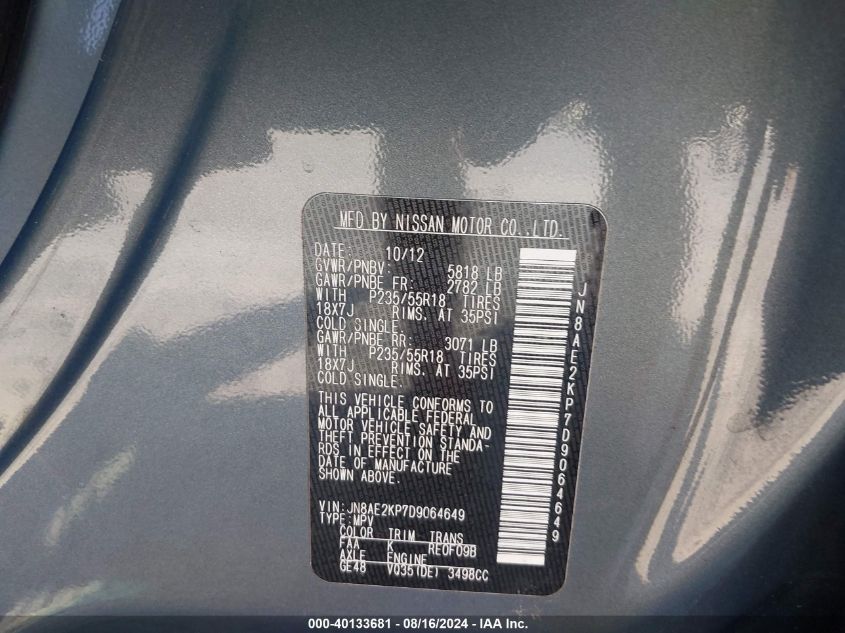 MFD BY NISSAN MOTOR CO.,LTD.
DATE: 10/12
GVWR/PNBV: 5818 LB
GAWR/PNBE FR: 2782 LB
WITH P235/55R18 TIRES
18X7J RIMS. AT 35PSI
COLD SINGLE.
GAWR/PNBE RR: 3071 LB
WITH P235/55R18 TIRES
18X7J RIMS. AT 35PSI
COLD SINGLE.
THIS VEHICLE CONFORMS TO
ALL APPLICABLE FEDERAL
MOTOR VEHICLE SAFETY AND
THEFT PREVENTION STANDA-
RDS IN EFFECT ON THE
DATE OF MANUFACTURE
SHOWN ABOVE.
VIN: JN8AE2KP7D9064649
TYPE: MPV
COLOR TRIM TRANS
FAA K RE0F09B
AXLE ENGINE
GE48 VQ35(DE) 3498CC
JN8AE2KP7D9064649
000-40133681 - 08/16/2024 - IAA Inc.